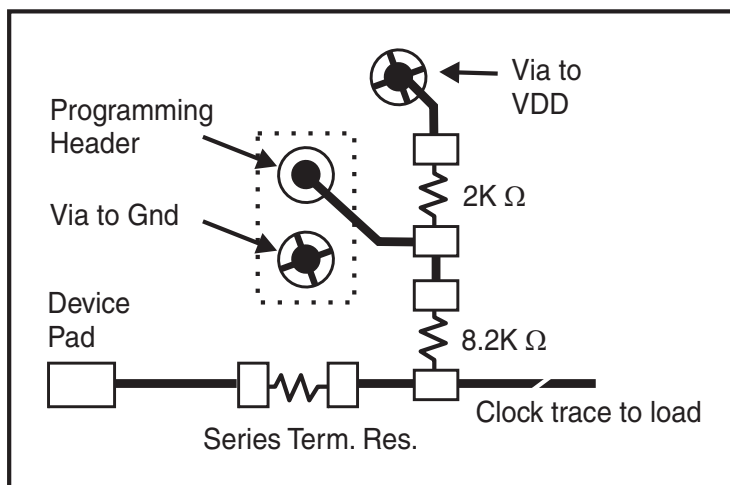 Via to
VDD
Programming
Header
2K Ω
Via to Gnd
Device
Pad
8.2K Ω
Clock trace to load
Series Term. Res.